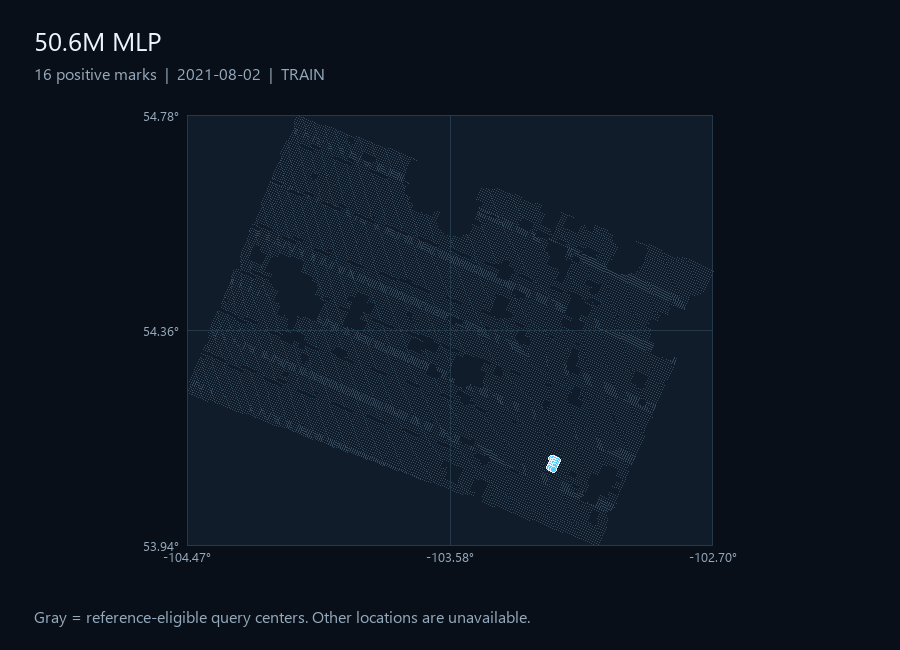 50.6M MLP
16 positive marks | 2021-08-02 | TRAIN
54.78°
54.36°
53.94°
-104.47° -103.58° -102.70°
Gray = reference-eligible query centers. Other locations are unavailable.